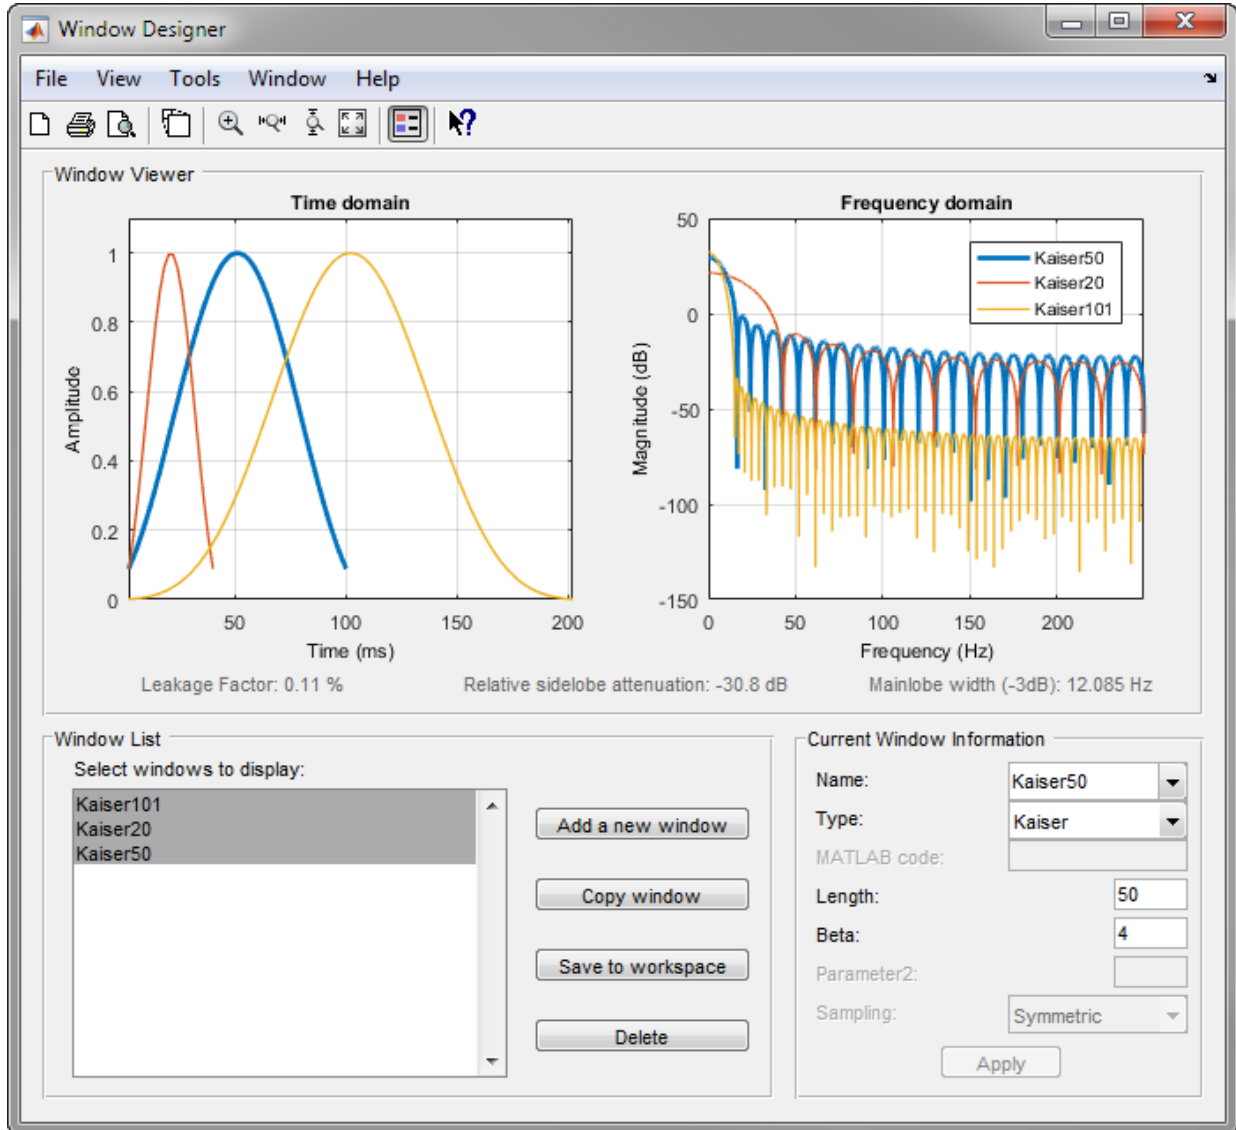 Window Designer
File View Tools Window Help
Window Viewer
Time domain
1
0.8
0.6
0.4
0.2
0
Amplitude
50 100 150 200
Time (ms)
Frequency domain
50
0
-50
-100
-150
Magnitude (dB)
Kaiser50
Kaiser20
Kaiser101
0 50 100 150 200
Frequency (Hz)
Leakage Factor: 0.11 % Relative sidelobe attenuation: -30.8 dB Mainlobe width (-3dB): 12.085 Hz
Window List
Select windows to display:
Kaiser101
Kaiser20
Kaiser50
Add a new window
Copy window
Save to workspace
Delete
Current Window Information
Name: Kaiser50
Type: Kaiser
MATLAB code:
Length: 50
Beta: 4
Parameter2:
Sampling: Symmetric
Apply